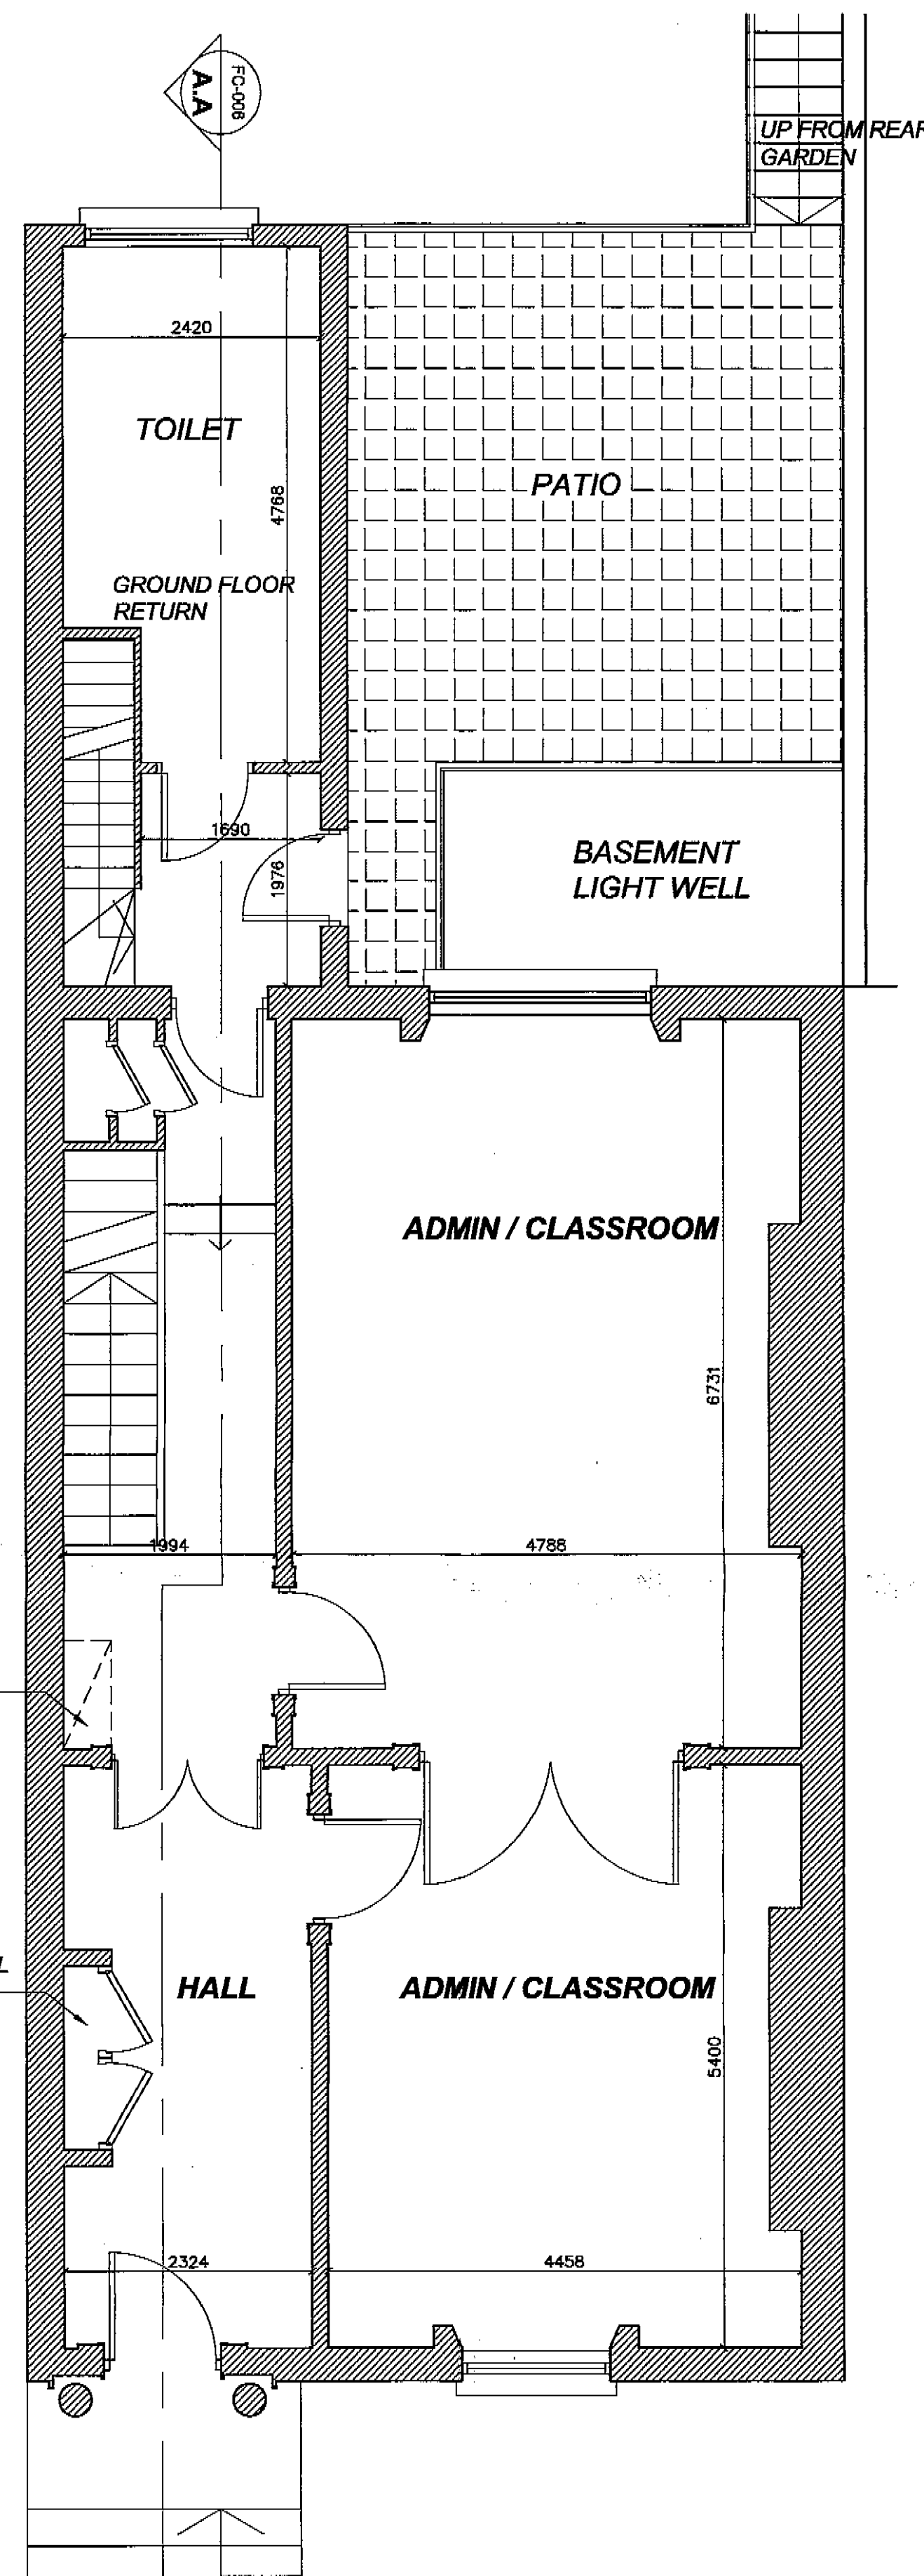 FC-006
A.A
UP FROM REAR
GARDEN
2420
TOILET
4768
PATIO
GROUND FLOOR
RETURN
1690
1976
BASEMENT
LIGHT WELL
ADMIN / CLASSROOM
6731
1994
4788
L
HALL
ADMIN / CLASSROOM
5400
2324
4458